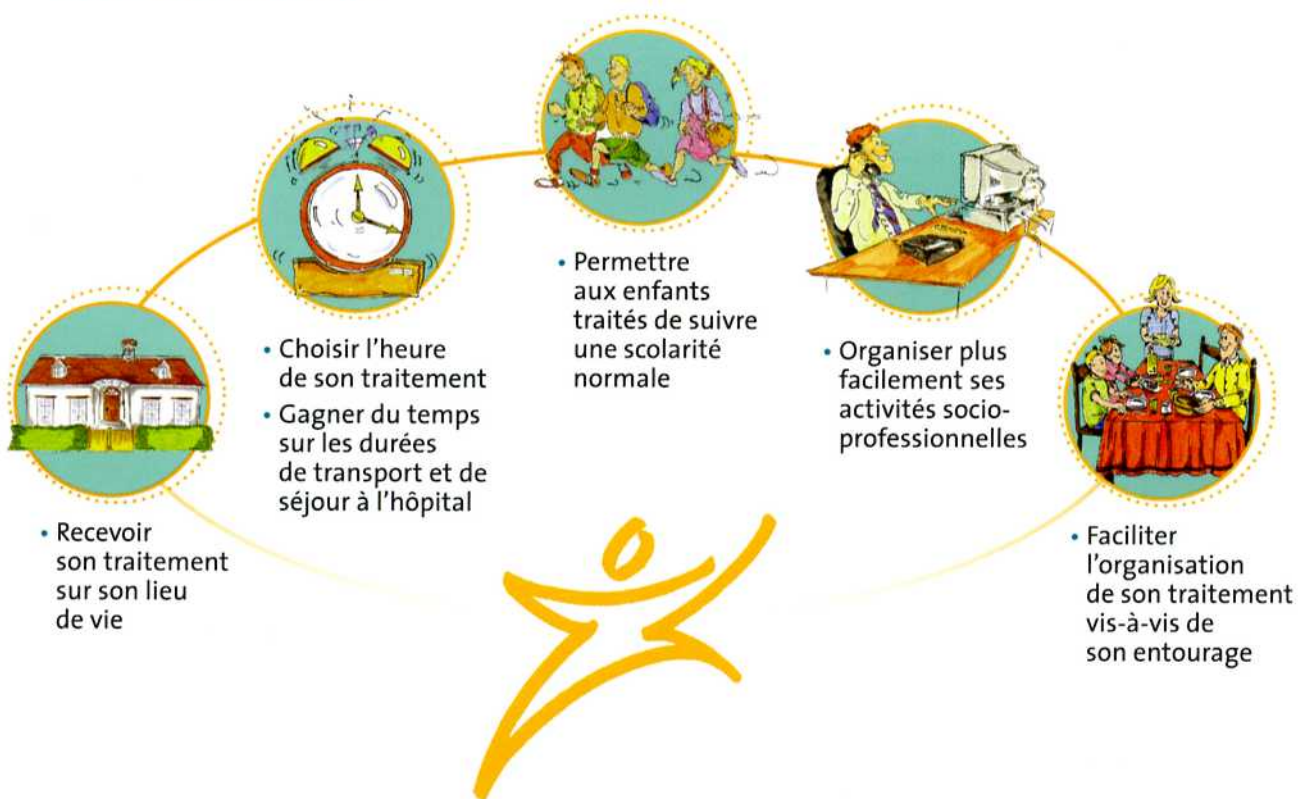 • Recevoir
son traitement
sur son lieu
de vie
• Choisir l'heure
de son traitement
• Gagner du temps
sur les durées
de transport et de
séjour à l'hôpital
• Permettre
aux enfants
traités de suivre
une scolarité
normale
• Organiser plus
facilement ses
activités socio-
professionnelles
• Faciliter
l'organisation
de son traitement
vis-à-vis de
son entourage